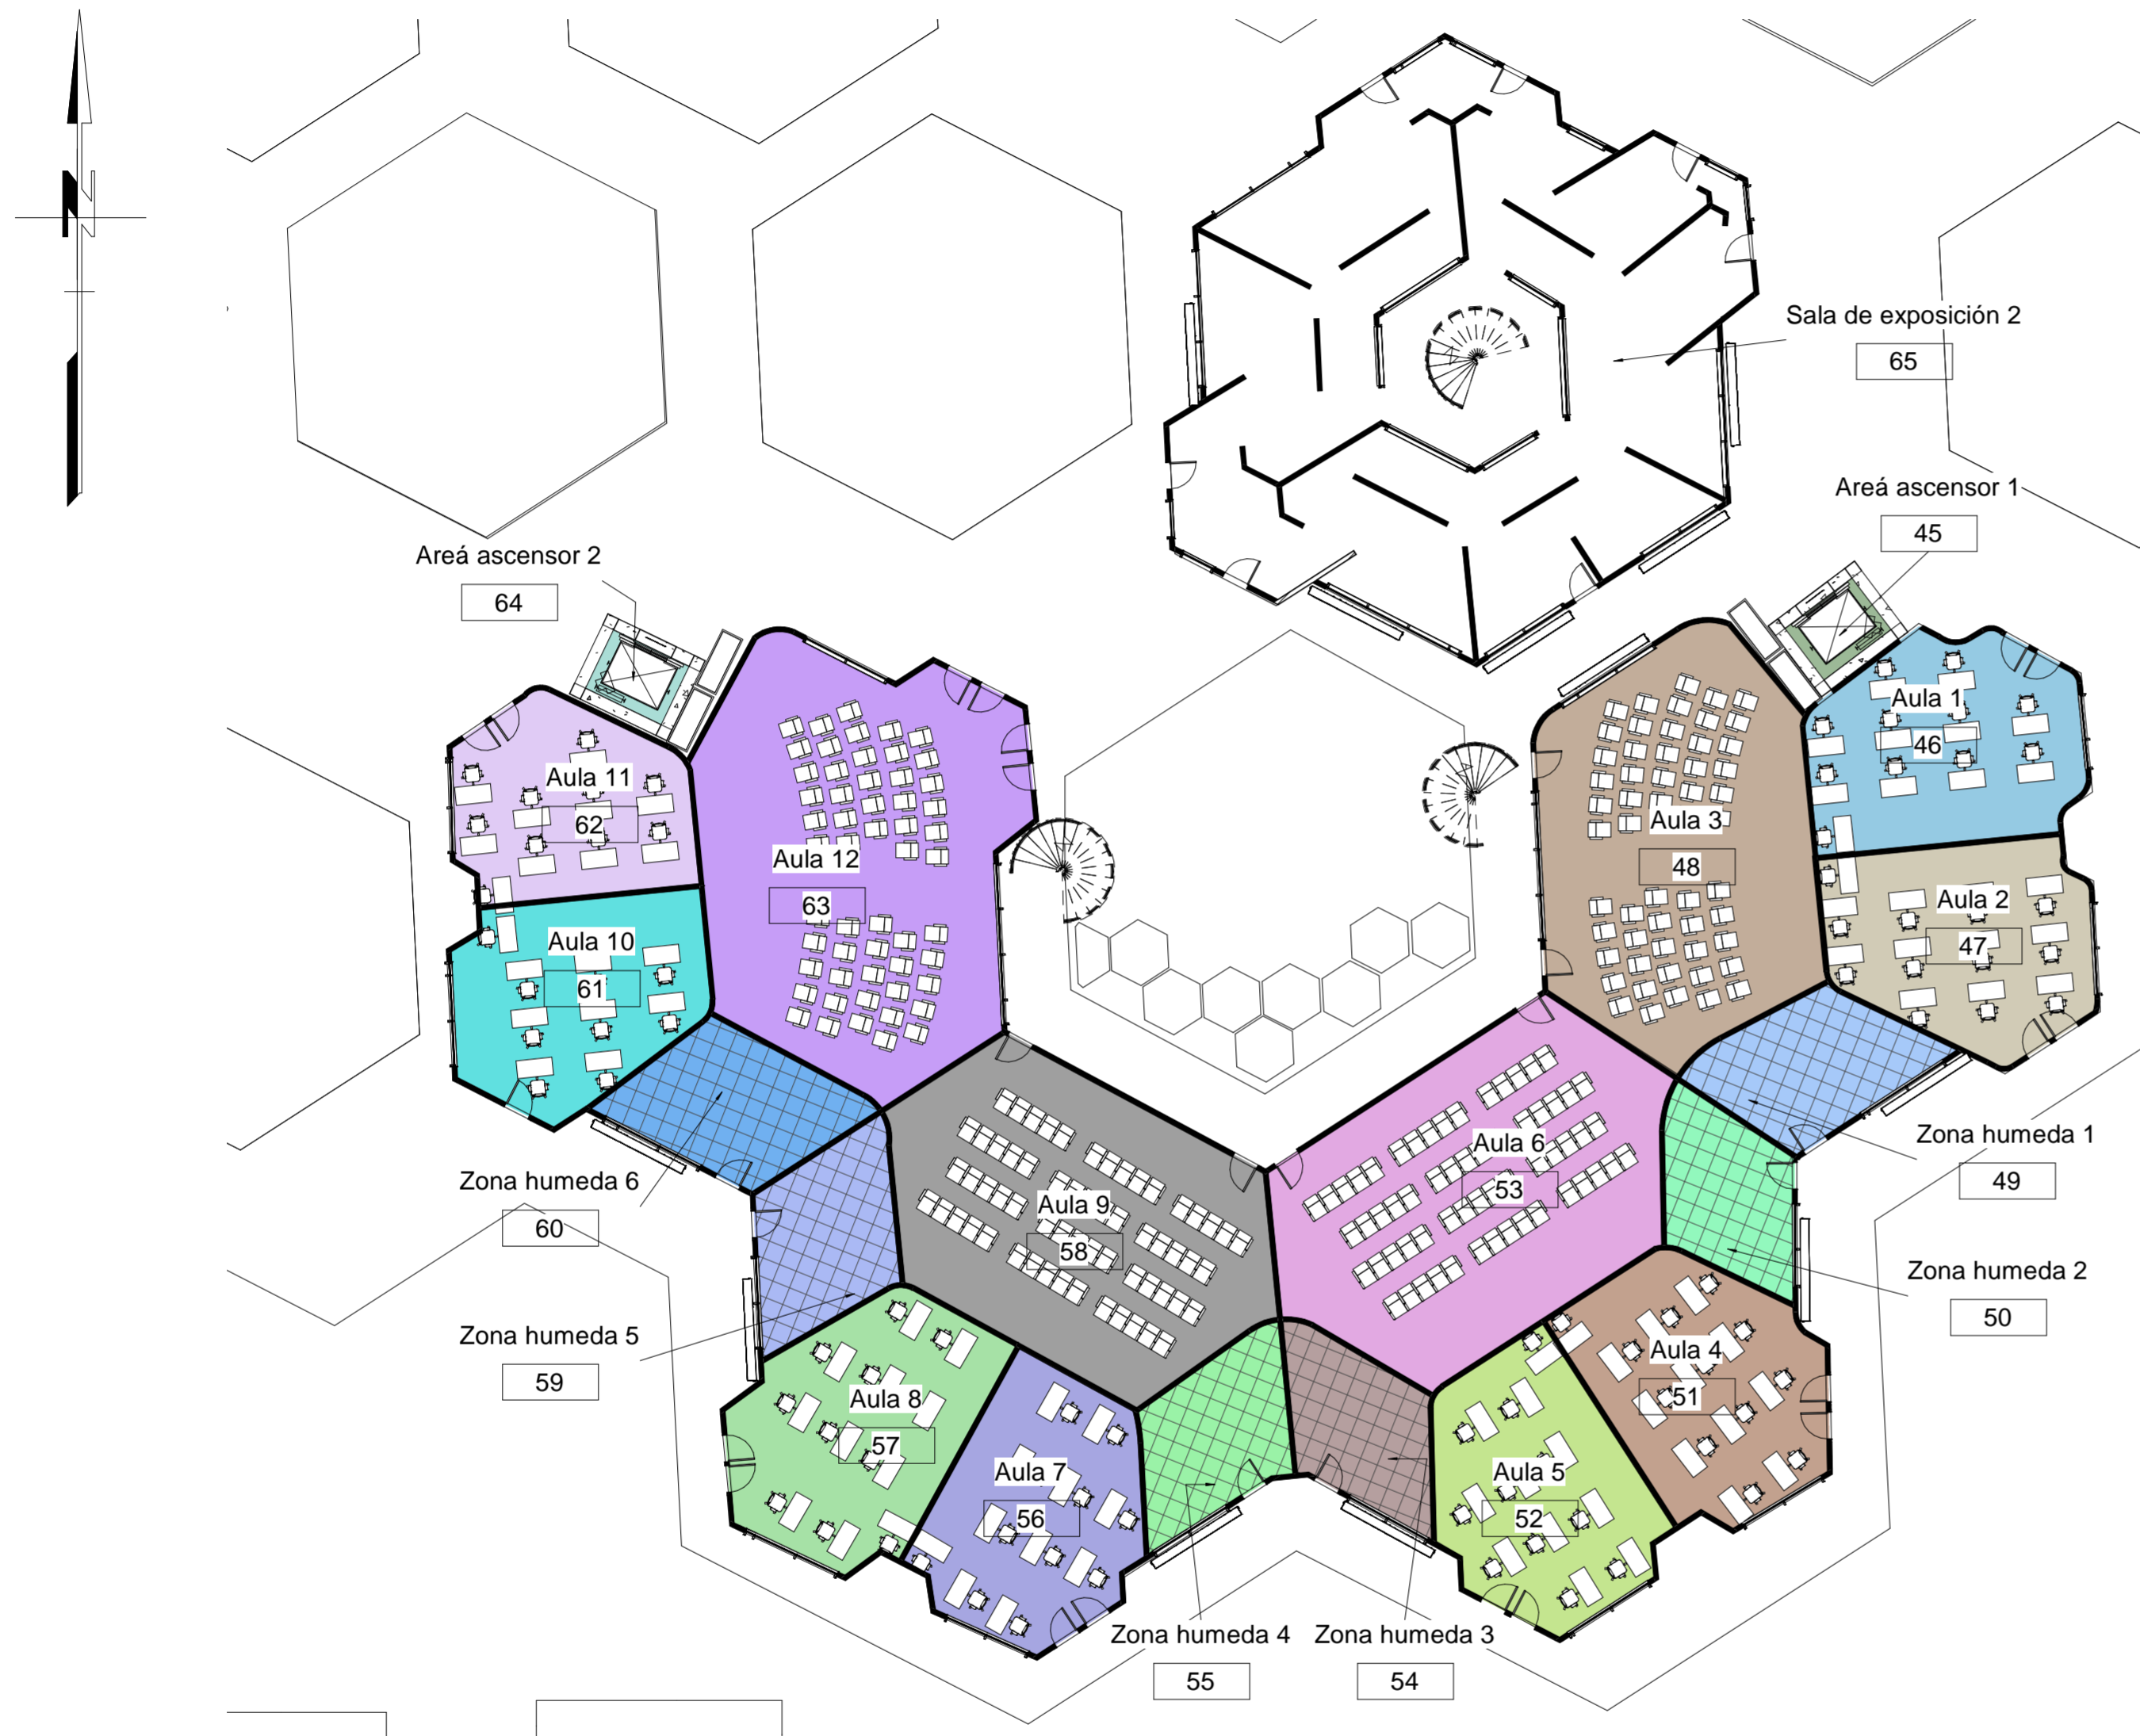 N
Sala de exposición 2
65
Areá ascensor 1
45
Areá ascensor 2
64
Aula 1
46
Aula 11
62
Aula 3
48
Aula 12
63
Aula 2
47
Aula 10
61
Zona humeda 1
49
Aula 6
53
Zona humeda 6
60
Aula 9
58
Zona humeda 2
50
Zona humeda 5
59
Aula 4
51
Aula 8
57
Aula 7
56
Aula 5
52
Zona humeda 4
55
Zona humeda 3
54